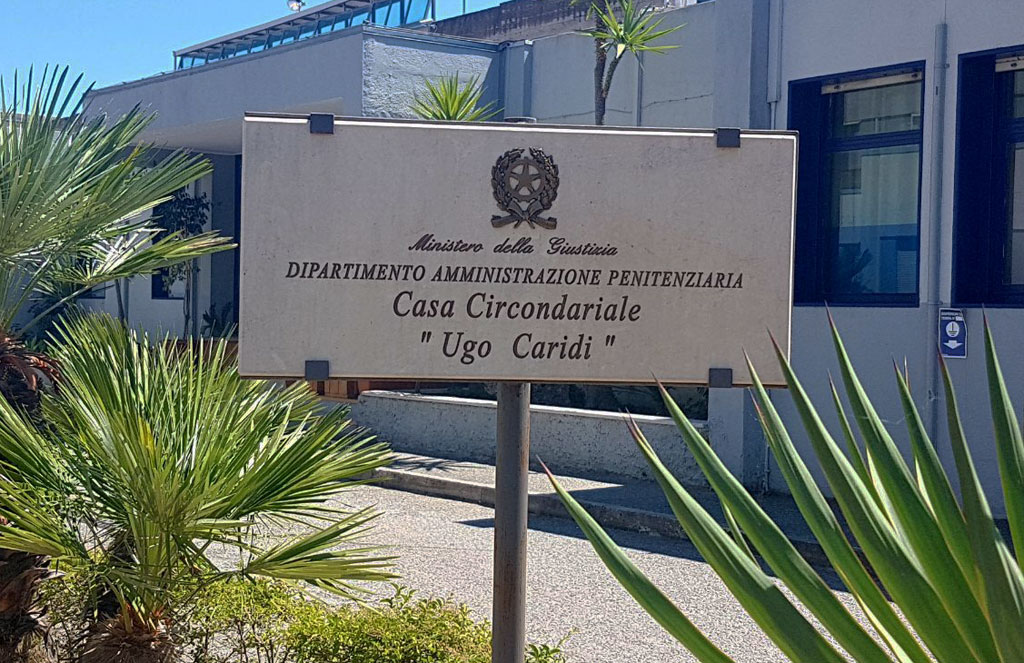 Ministero della Giustizia
DIPARTIMENTO AMMINISTRAZIONE PENITENZIARIA
Casa Circondariale
" Ugo Caridi "